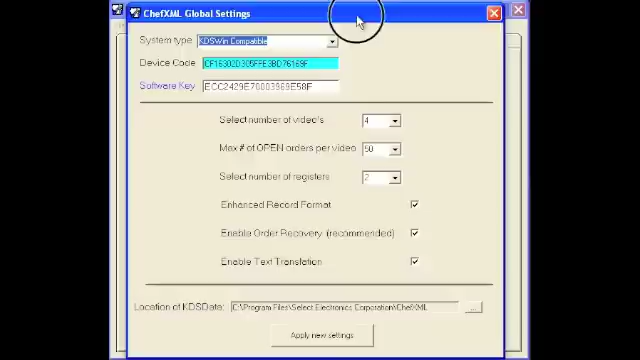 ChefXML Global Settings
System type KDSWin Compatible
Device Code CF16302D305FFE3BD76169F
Software Key ECC2429E70003969E58F
Select number of video's 4
Max # of OPEN orders per video 50
Select number of registers 2
Enhanced Record Format
Enable Order Recovery (recommended)
Enable Text Translation
Location of KDSData: C:\Program Files\Select Electronics Corporation\ChefXML ...
Apply new settings